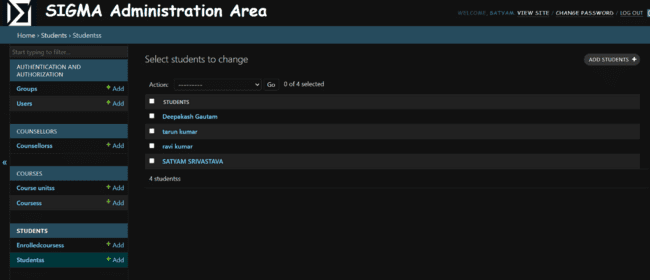 SIGMA Administration Area
WELCOME, SATYAM VIEW SITE / CHANGE PASSWORD / LOG OUT
Home › Students › Studentss
Start typing to filter...
AUTHENTICATION AND
AUTHORIZATION
Groups + Add
Users + Add
COUNSELLORS
Counsellorss + Add
COURSES
Course unitss + Add
Coursess + Add
STUDENTS
Enrolledcoursess + Add
Studentss + Add
«
Select students to change
ADD STUDENTS +
Action: ---------- Go 0 of 4 selected
STUDENTS
Deepakash Gautam
tarun kumar
ravi kumar
SATYAM SRIVASTAVA
4 studentss